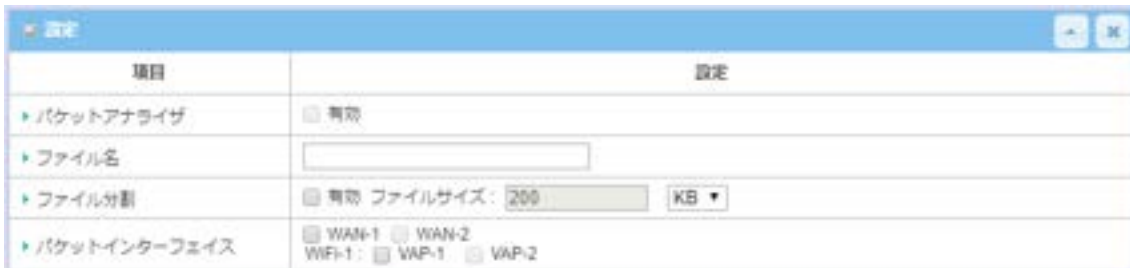 設定
項目 設定
パケットアナライザ 有効
ファイル名
ファイル分割 有効 ファイルサイズ: 200 KB
パケットインターフェイス WAN-1 WAN-2
WiFi-1: VAP-1 VAP-2